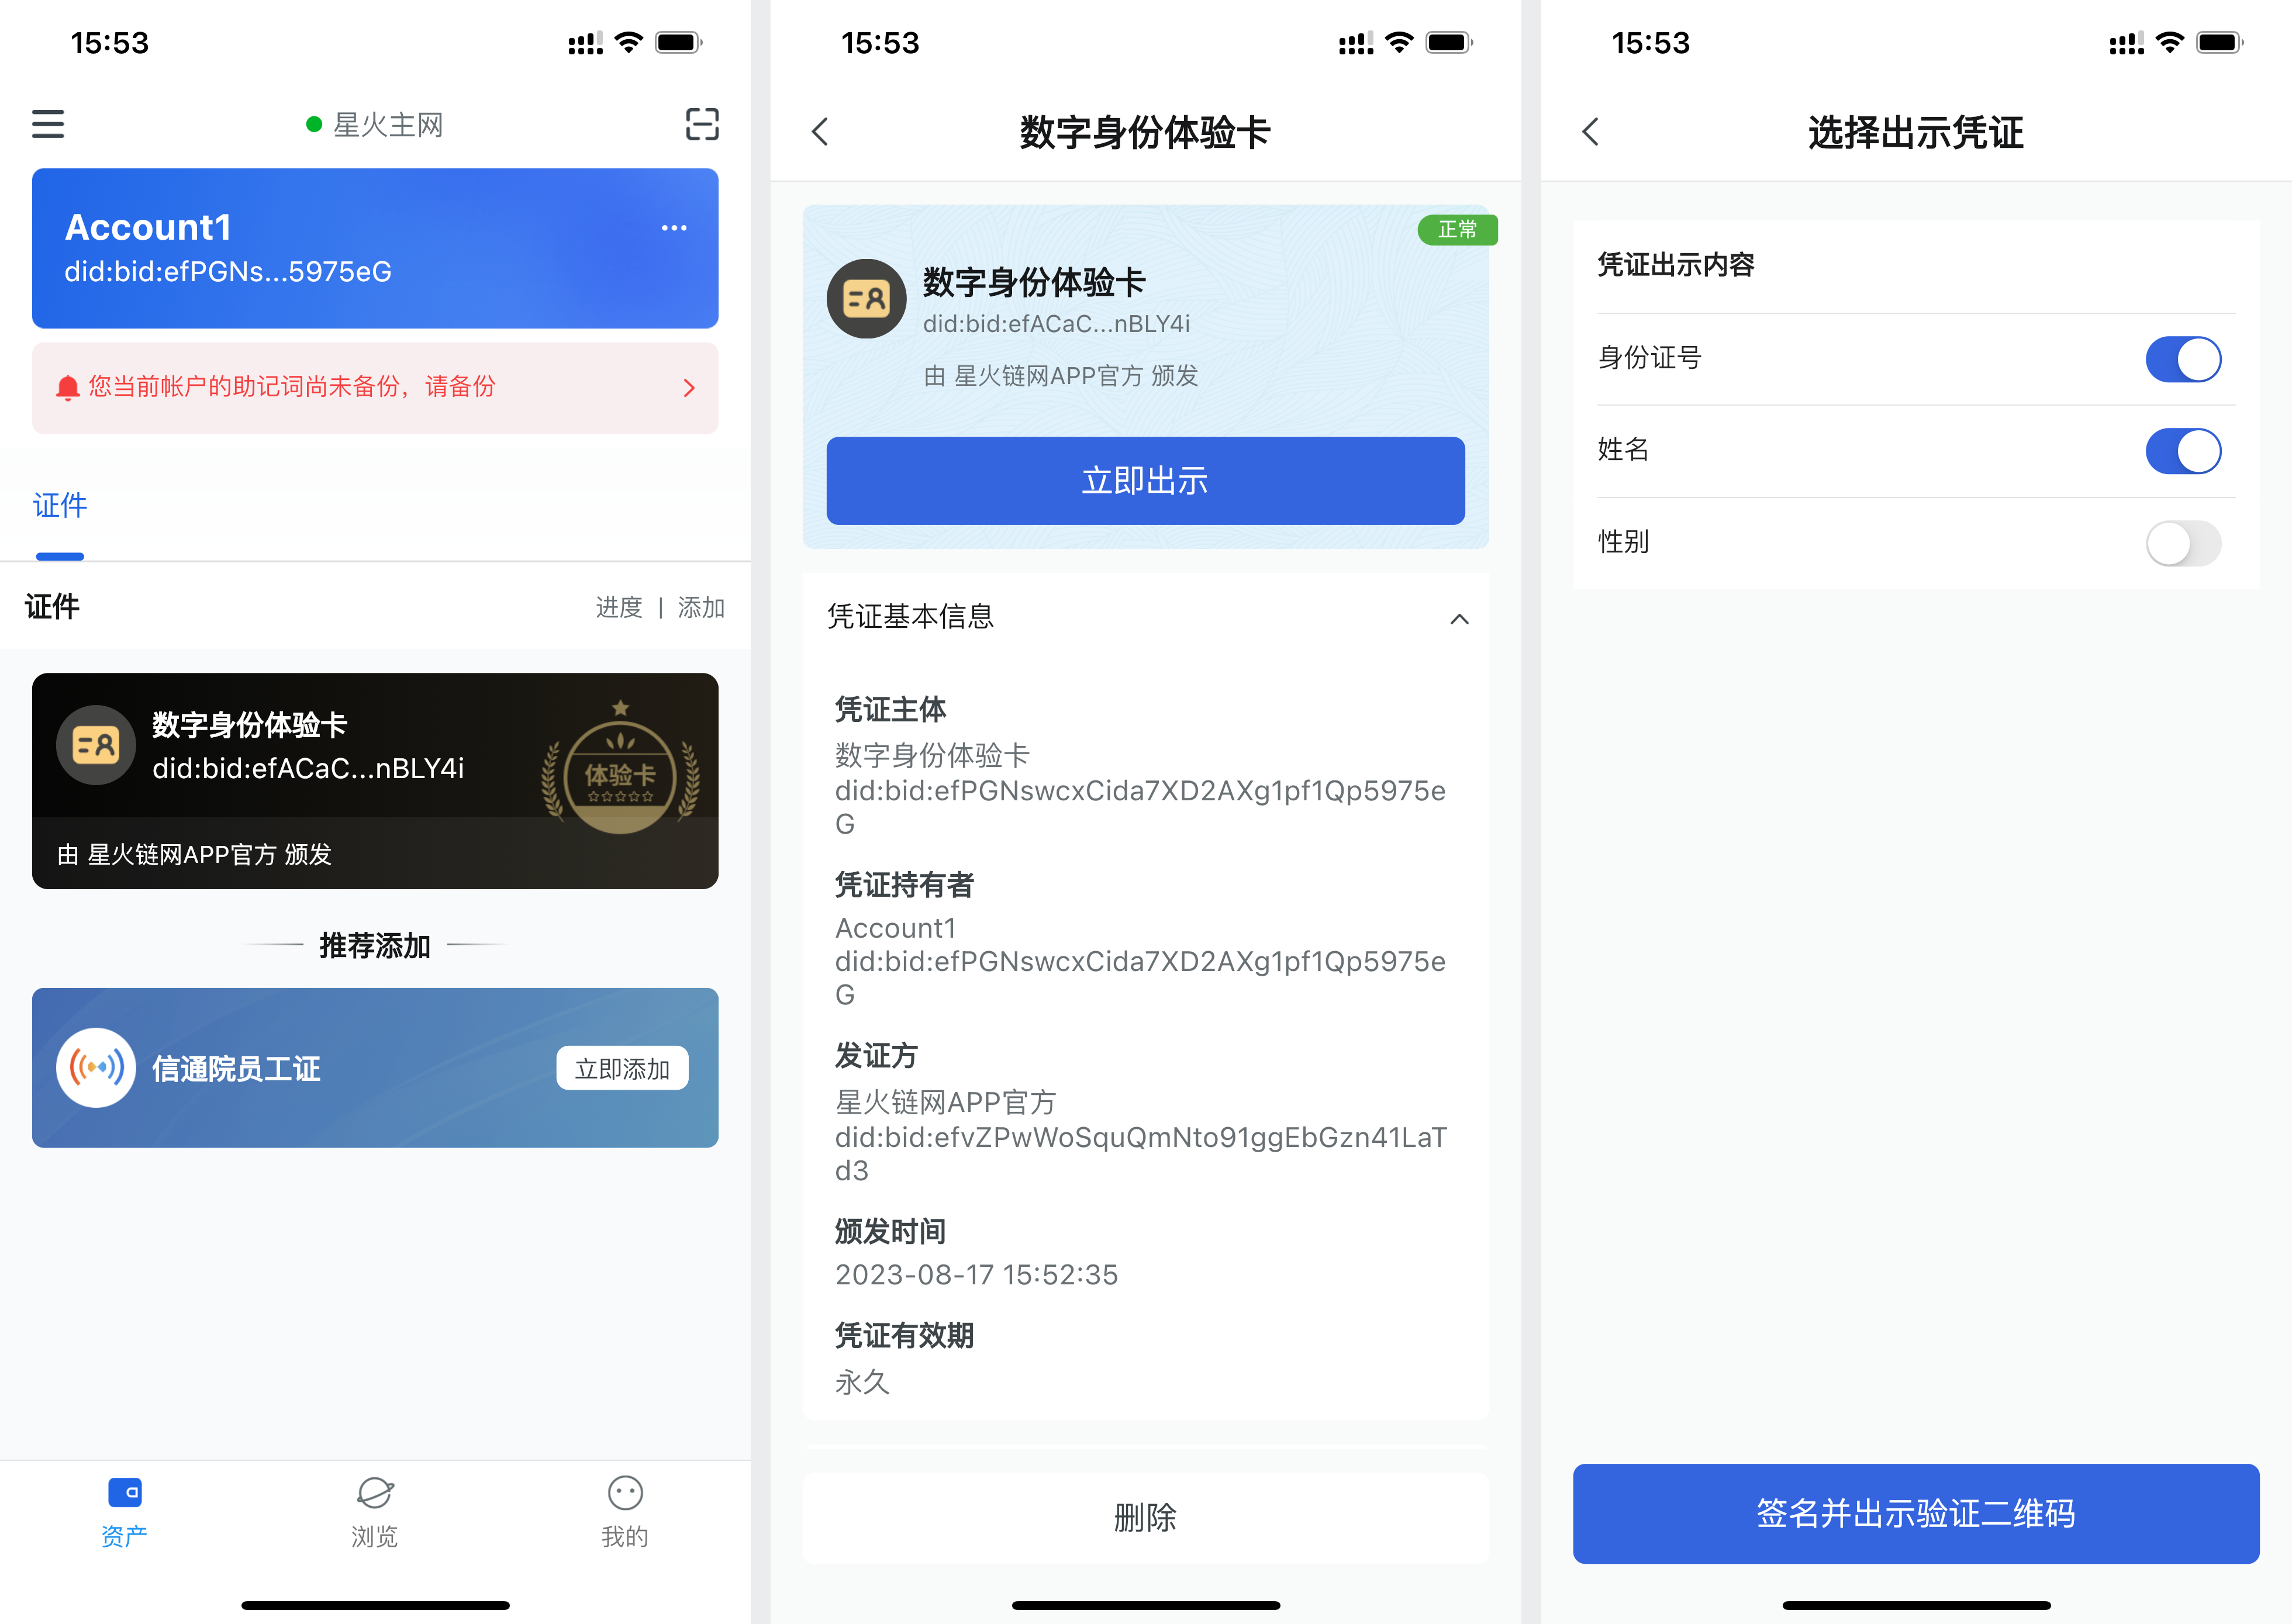 15:53
星火主网
Account1
did:bid:efPGNs...5975eG
您当前帐户的助记词尚未备份，请备份
证件
证件
进度 | 添加
数字身份体验卡
did:bid:efACaC...nBLY4i
体验卡
由 星火链网APP官方 颁发
推荐添加
信通院员工证
立即添加
资产
浏览
我的
15:53
数字身份体验卡
正常
数字身份体验卡
did:bid:efACaC...nBLY4i
由 星火链网APP官方 颁发
立即出示
凭证基本信息
凭证主体
数字身份体验卡
did:bid:efPGNswcxCida7XD2AXg1pf1Qp5975e
G
凭证持有者
Account1
did:bid:efPGNswcxCida7XD2AXg1pf1Qp5975e
G
发证方
星火链网APP官方
did:bid:efvZPwWoSquQmNto91ggEbGzn41LaT
d3
颁发时间
2023-08-17 15:52:35
凭证有效期
永久
删除
15:53
选择出示凭证
凭证出示内容
身份证号
姓名
性别
签名并出示验证二维码